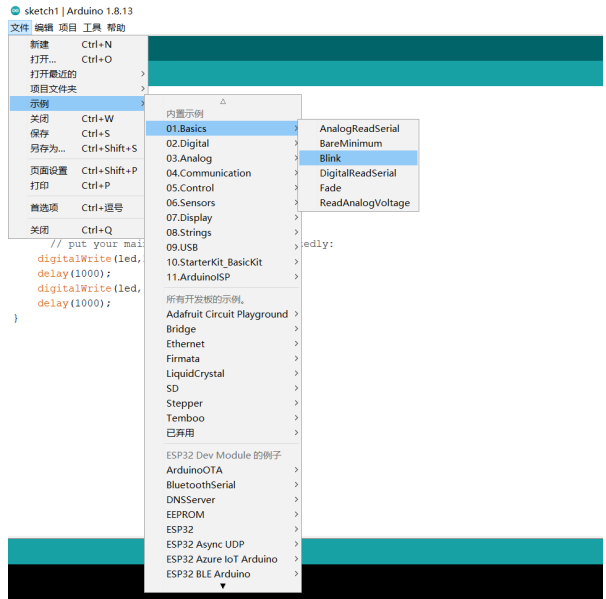 sketch1 | Arduino 1.8.13
文件 编辑 项目 工具 帮助
新建 Ctrl+N
打开... Ctrl+O
打开最近的
项目文件夹
示例
关闭 Ctrl+W
保存 Ctrl+S
另存为... Ctrl+Shift+S
页面设置 Ctrl+Shift+P
打印 Ctrl+P
首选项 Ctrl+逗号
关闭 Ctrl+Q
内置示例
01.Basics
02.Digital
03.Analog
04.Communication
05.Control
06.Sensors
07.Display
08.Strings
09.USB
10.StarterKit_BasicKit
11.ArduinoISP
所有开发板的示例。
Adafruit Circuit Playground
Bridge
Ethernet
Firmata
LiquidCrystal
SD
Stepper
Temboo
已弃用
ESP32 Dev Module 的例子
ArduinoOTA
BluetoothSerial
DNSServer
EEPROM
ESP32
ESP32 Async UDP
ESP32 Azure IoT Arduino
ESP32 BLE Arduino
AnalogReadSerial
BareMinimum
Blink
DigitalReadSerial
Fade
ReadAnalogVoltage
// put your mai
edly:
digitalWrite(led,
delay(1000);
digitalWrite(led,
delay(1000);
}